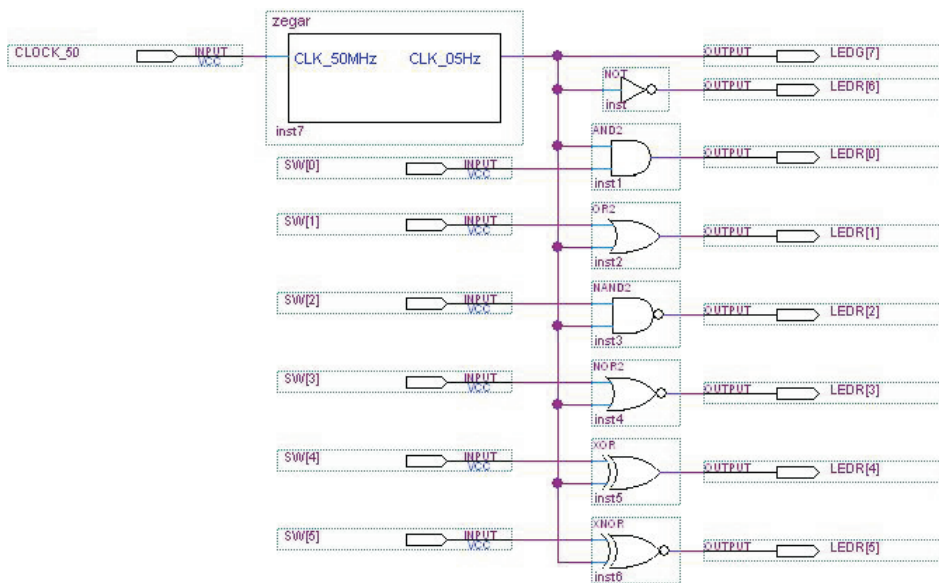 zegar
CLOCK_50 INPUT VCC CLK_50MHz CLK_05Hz OUTPUT LEDG[7]
inst7
NOT
inst
OUTPUT LEDR[6]
AND2
SW[0] INPUT VCC
inst1
OUTPUT LEDR[0]
OR2
SW[1] INPUT VCC
inst2
OUTPUT LEDR[1]
NAND2
SW[2] INPUT VCC
inst3
OUTPUT LEDR[2]
NOR2
SW[3] INPUT VCC
inst4
OUTPUT LEDR[3]
XOR
SW[4] INPUT VCC
inst5
OUTPUT LEDR[4]
XNOR
SW[5] INPUT VCC
inst6
OUTPUT LEDR[5]